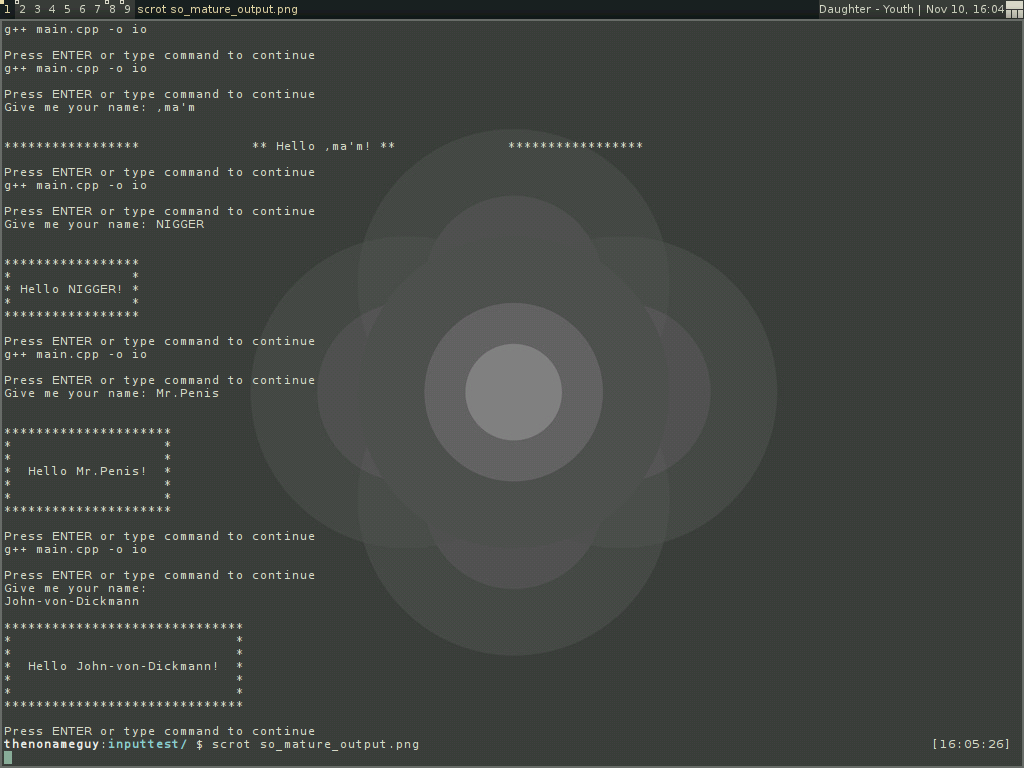 1 2 3 4 5 6 7 8 9 scrot so_mature_output.png Daughter - Youth | Nov 10, 16:04
g++ main.cpp -o io
Press ENTER or type command to continue
g++ main.cpp -o io
Press ENTER or type command to continue
Give me your name: ,ma'm
***************** ** Hello ,ma'm! ** *****************
Press ENTER or type command to continue
g++ main.cpp -o io
Press ENTER or type command to continue
Give me your name: NIGGER
*****************
* *
* Hello NIGGER! *
* *
*****************
Press ENTER or type command to continue
g++ main.cpp -o io
Press ENTER or type command to continue
Give me your name: Mr.Penis
*********************
* *
* *
* Hello Mr.Penis! *
* *
* *
*********************
Press ENTER or type command to continue
g++ main.cpp -o io
Press ENTER or type command to continue
Give me your name:
John-von-Dickmann
******************************
* *
* *
* Hello John-von-Dickmann! *
* *
* *
******************************
Press ENTER or type command to continue
thenonameguy:inputtest/ $ scrot so_mature_output.png [16:05:26]